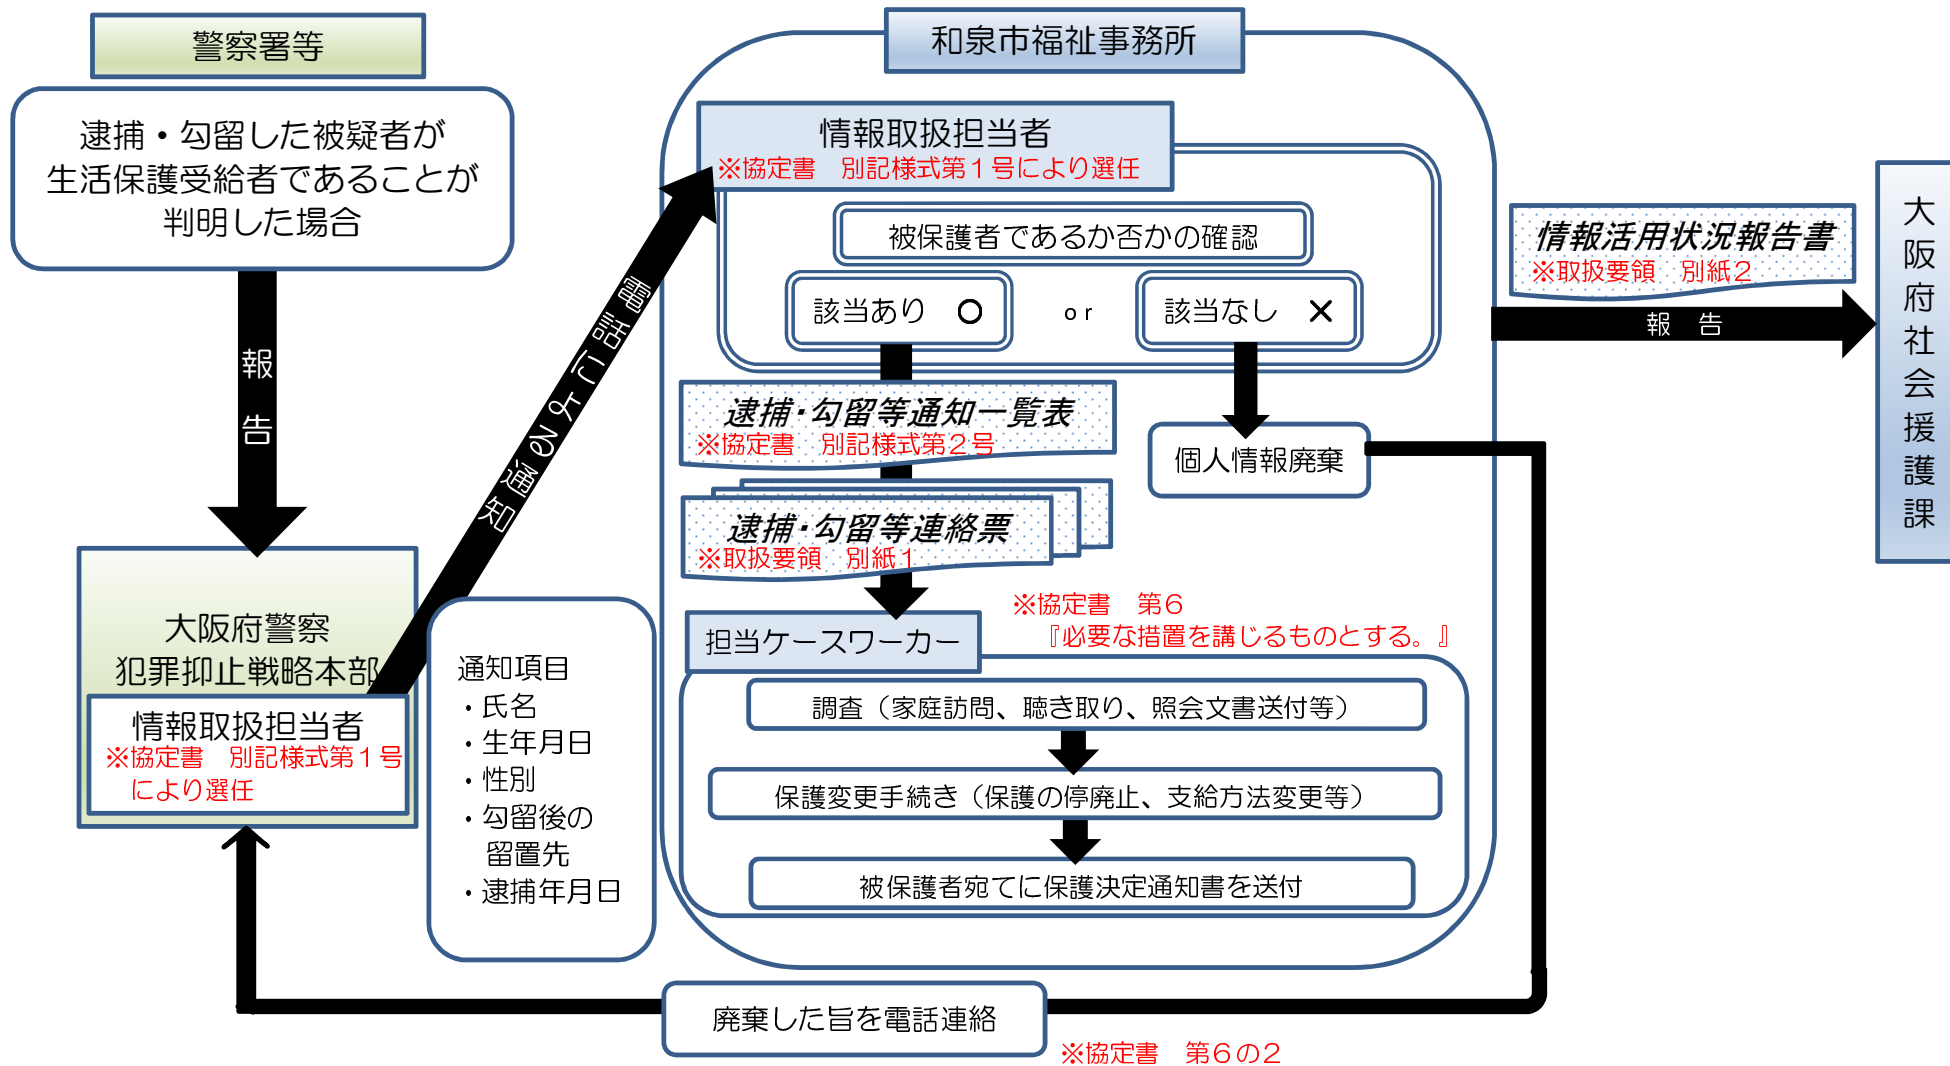 警察署等
逮捕・勾留した被疑者が
生活保護受給者であることが
判明した場合
報告
大阪府警察
犯罪抑止戦略本部
情報取扱担当者
※協定書　別記様式第１号
により選任
電話による通知
通知項目
・氏名
・生年月日
・性別
・勾留後の
留置先
・逮捕年月日
和泉市福祉事務所
情報取扱担当者
※協定書　別記様式第１号により選任
被保護者であるか否かの確認
該当あり　○
or
該当なし　×
逮捕・勾留等通知一覧表
※協定書　別記様式第２号
個人情報廃棄
逮捕・勾留等連絡票
※取扱要領　別紙１
担当ケースワーカー
※協定書　第６
『必要な措置を講じるものとする。』
調査（家庭訪問、聴き取り、照会文書送付等）
保護変更手続き（保護の停廃止、支給方法変更等）
被保護者宛てに保護決定通知書を送付
情報活用状況報告書
※取扱要領　別紙２
報　告
大阪府社会援護課
廃棄した旨を電話連絡
※協定書　第６の２